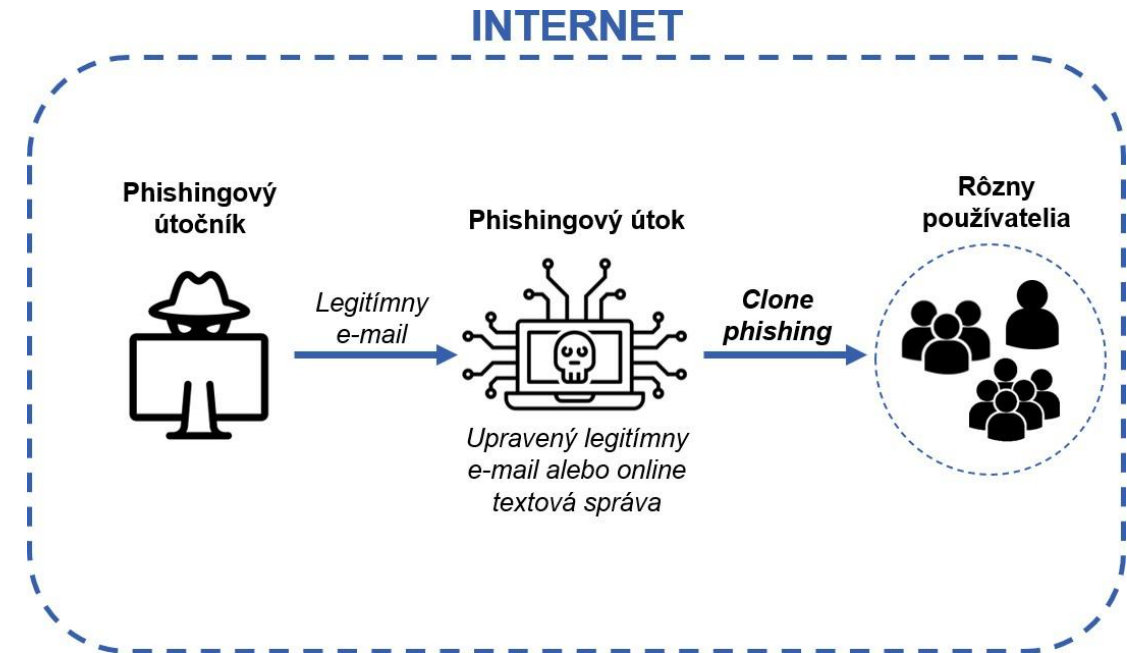 INTERNET
Phishingový
útočník
Legitímny
e-mail
Phishingový útok
Upravený legitímny
e-mail alebo online
textová správa
Clone
phishing
Rôzny
používatelia